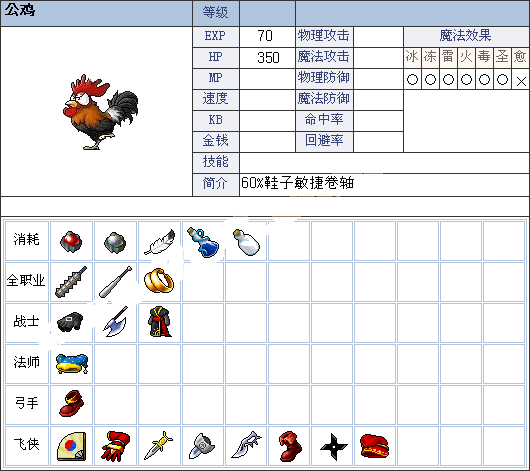 公鸡 等级
EXP 70 物理攻击 魔法效果
HP 350 魔法攻击 冰 冻 雷 火 毒 圣 愈
MP 物理防御 ○ ○ ○ ○ ○ ○ ×
速度 魔法防御
KB 命中率
金钱 回避率
技能
简介 60%鞋子敏捷卷轴
消耗
全职业
战士
法师
弓手
飞侠